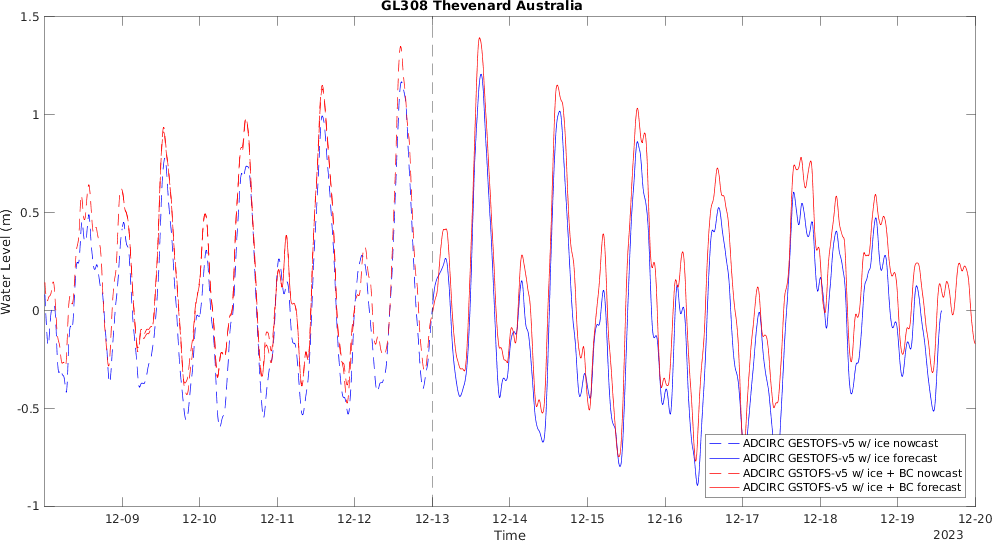 GL308 Thevenard Australia
1.5
1
0.5
0
-0.5
-1
Water Level (m)
ADCIRC GESTOFS-v5 w/ ice nowcast
ADCIRC GESTOFS-v5 w/ ice forecast
ADCIRC GSTOFS-v5 w/ ice + BC nowcast
ADCIRC GSTOFS-v5 w/ ice + BC forecast
12-09 12-10 12-11 12-12 12-13 12-14 12-15 12-16 12-17 12-18 12-19 12-20
Time
2023